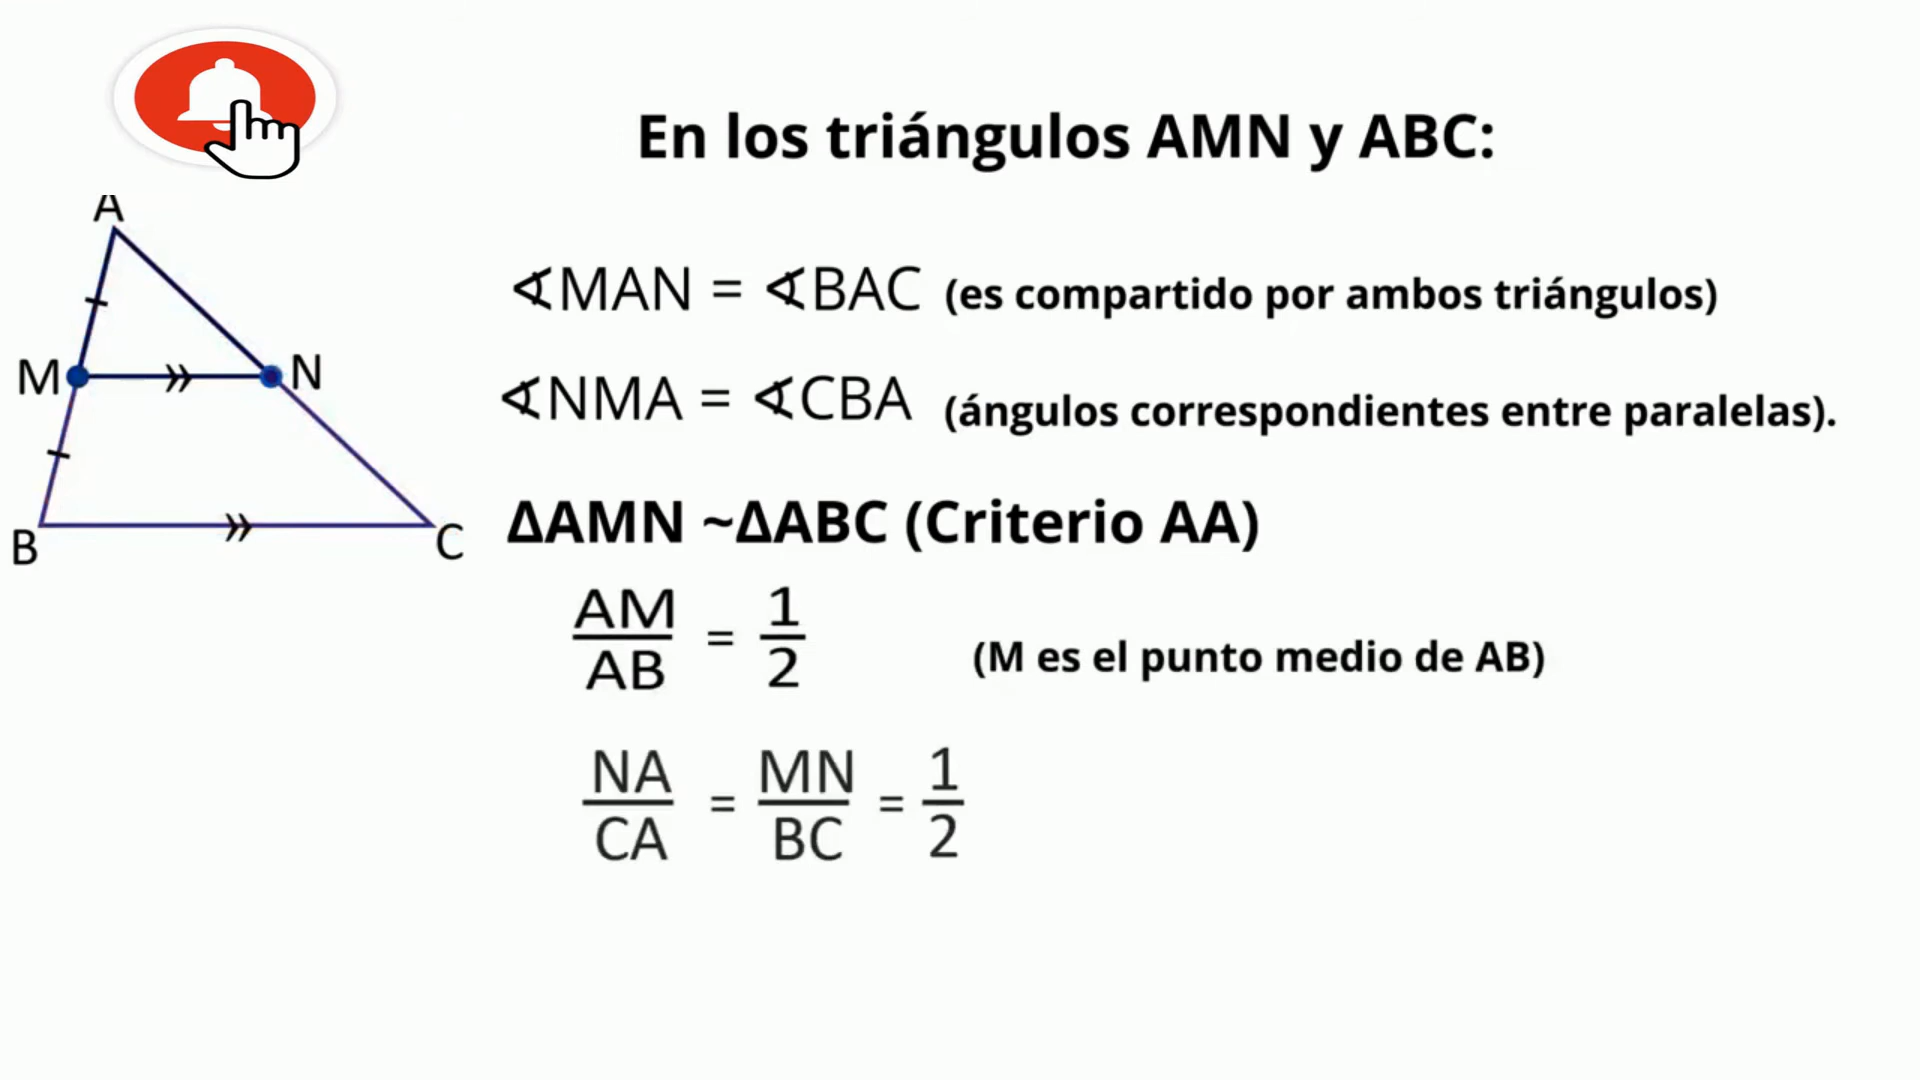 En los triángulos AMN y ABC:
A
M
N
B
C
∢MAN = ∢BAC (es compartido por ambos triángulos)
∢NMA = ∢CBA (ángulos correspondientes entre paralelas).
ΔAMN ~ΔABC (Criterio AA)
AM/AB = 1/2 (M es el punto medio de AB)
NA/CA = MN/BC = 1/2